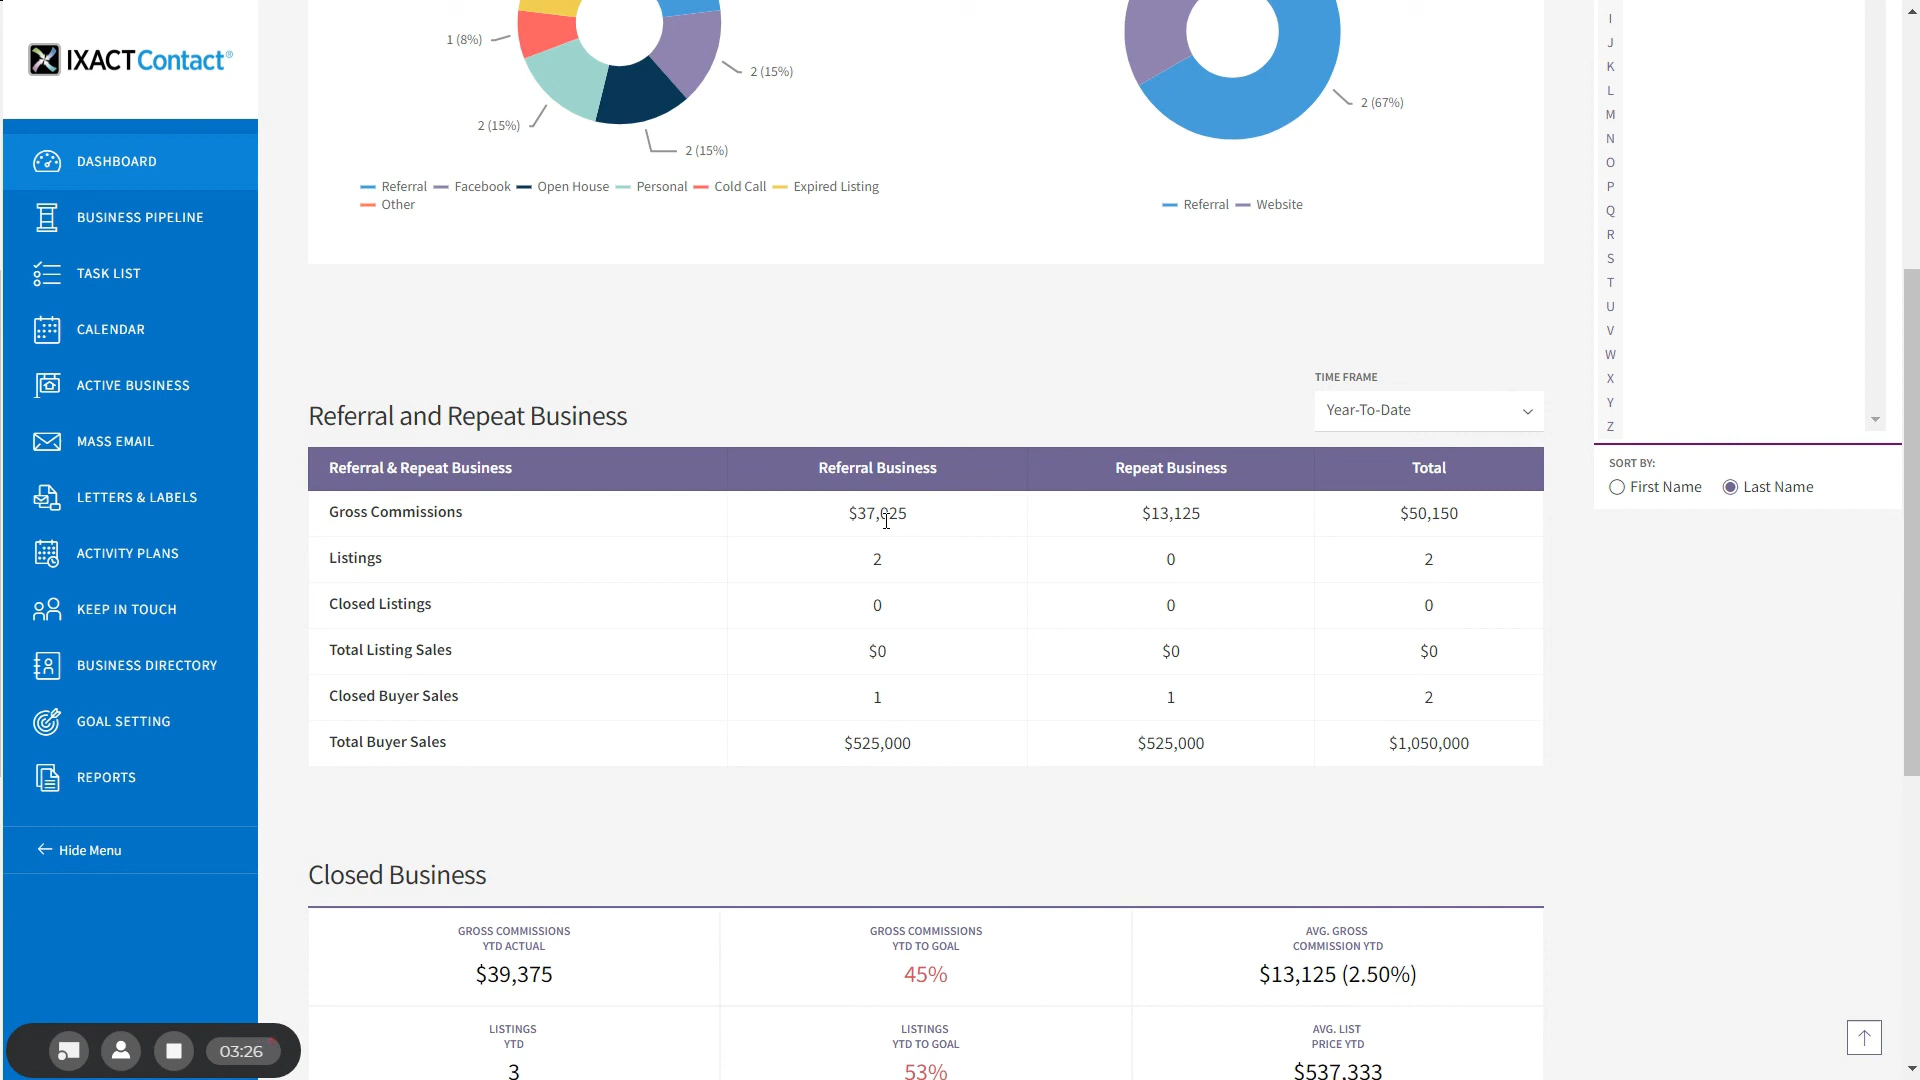 IXACTContact®
DASHBOARD
BUSINESS PIPELINE
TASK LIST
CALENDAR
ACTIVE BUSINESS
MASS EMAIL
LETTERS & LABELS
ACTIVITY PLANS
KEEP IN TOUCH
BUSINESS DIRECTORY
GOAL SETTING
REPORTS
Hide Menu
03:26
1 (8%)
2 (15%)
2 (15%)
2 (15%)
Referral Facebook Open House Personal Cold Call Expired Listing
Other
2 (67%)
Referral Website
TIME FRAME
Year-To-Date
Referral and Repeat Business
Referral & Repeat Business Referral Business Repeat Business Total
Gross Commissions $37,025 $13,125 $50,150
Listings 2 0 2
Closed Listings 0 0 0
Total Listing Sales $0 $0 $0
Closed Buyer Sales 1 1 2
Total Buyer Sales $525,000 $525,000 $1,050,000
Closed Business
GROSS COMMISSIONS
YTD ACTUAL
$39,375
GROSS COMMISSIONS
YTD TO GOAL
45%
AVG. GROSS
COMMISSION YTD
$13,125 (2.50%)
LISTINGS
YTD
3
LISTINGS
YTD TO GOAL
53%
AVG. LIST
PRICE YTD
$537,333
I
J
K
L
M
N
O
P
Q
R
S
T
U
V
W
X
Y
Z
SORT BY:
First Name Last Name